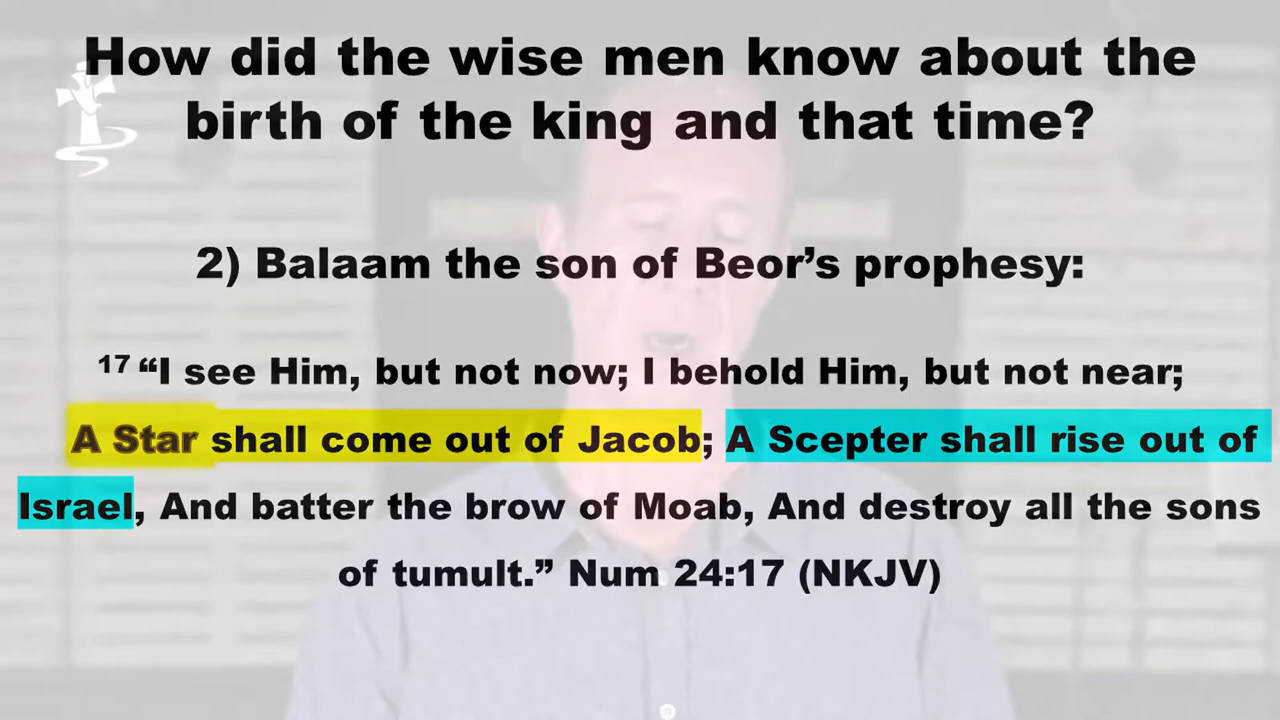 How did the wise men know about the
birth of the king and that time?
2) Balaam the son of Beor’s prophesy:
17 “I see Him, but not now; I behold Him, but not near;
A Star shall come out of Jacob; A Scepter shall rise out of
Israel, And batter the brow of Moab, And destroy all the sons
of tumult.” Num 24:17 (NKJV)